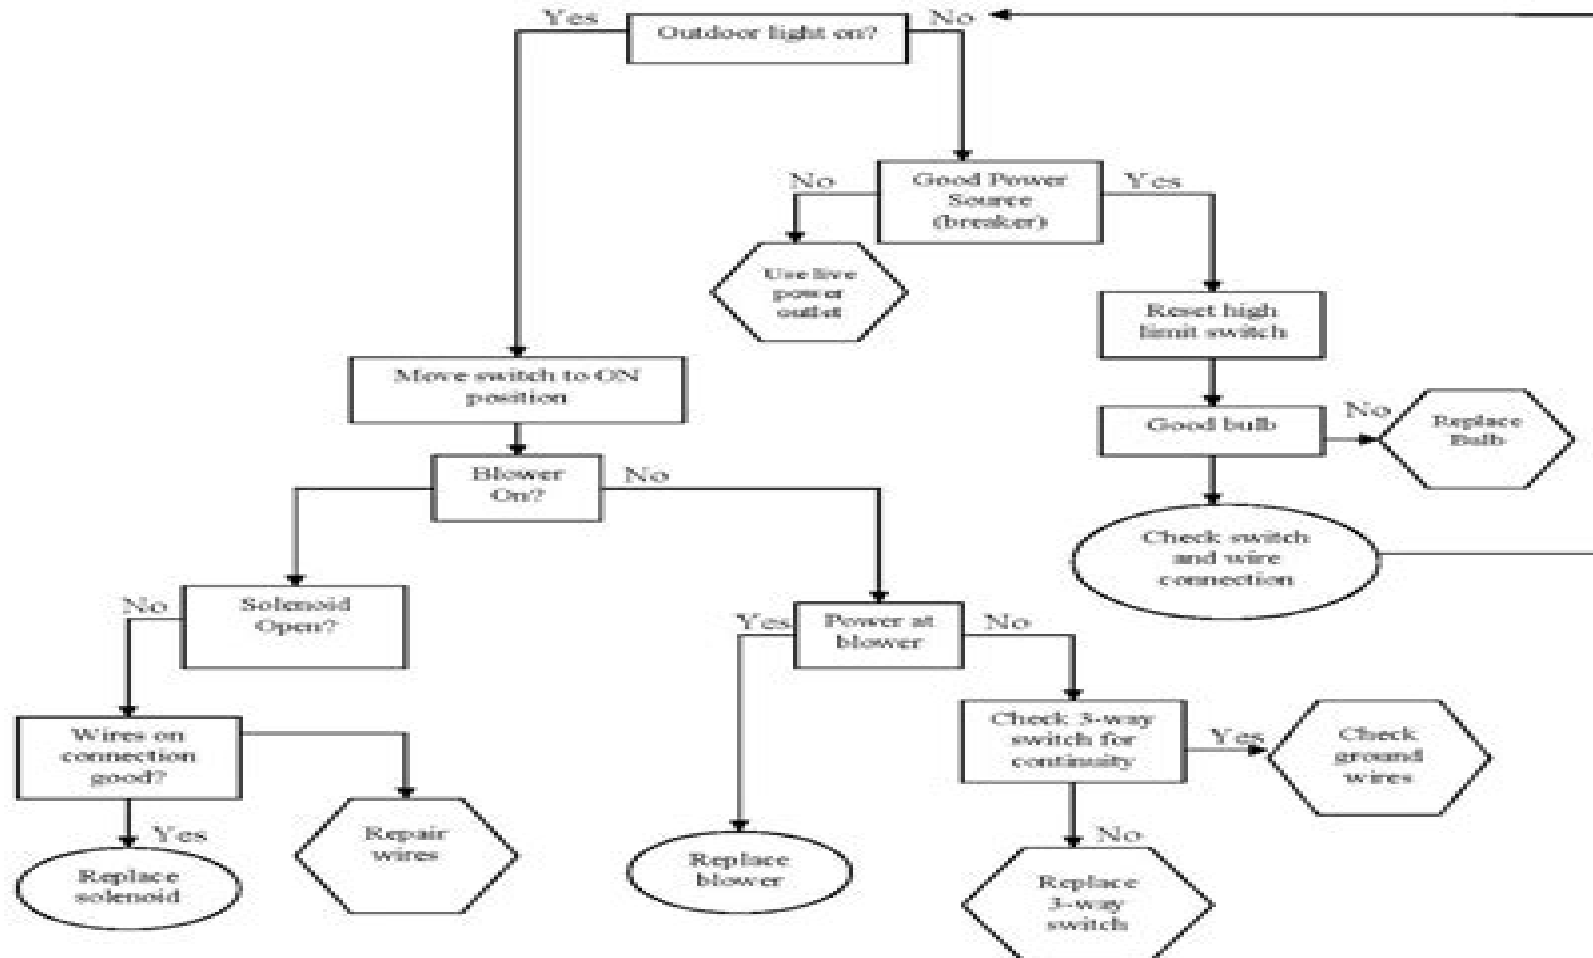 Yes
Outdoor light on?
No
No
Good Power
Source
(breaker)
Yes
Use live
power
outlet
Reset high
limit switch
Move switch to ON
position
Good bulb
No
Replace
Bulb
Blower
On?
No
Check switch
and wire
connection
No
Solenoid
Open?
Yes
Power at
blower
No
Wires on
connection
good?
Check 3-way
switch for
continuity
Yes
Check
ground
wires
Yes
Repair
wires
No
Replace
solenoid
Replace
blower
Replace
3-way
switch